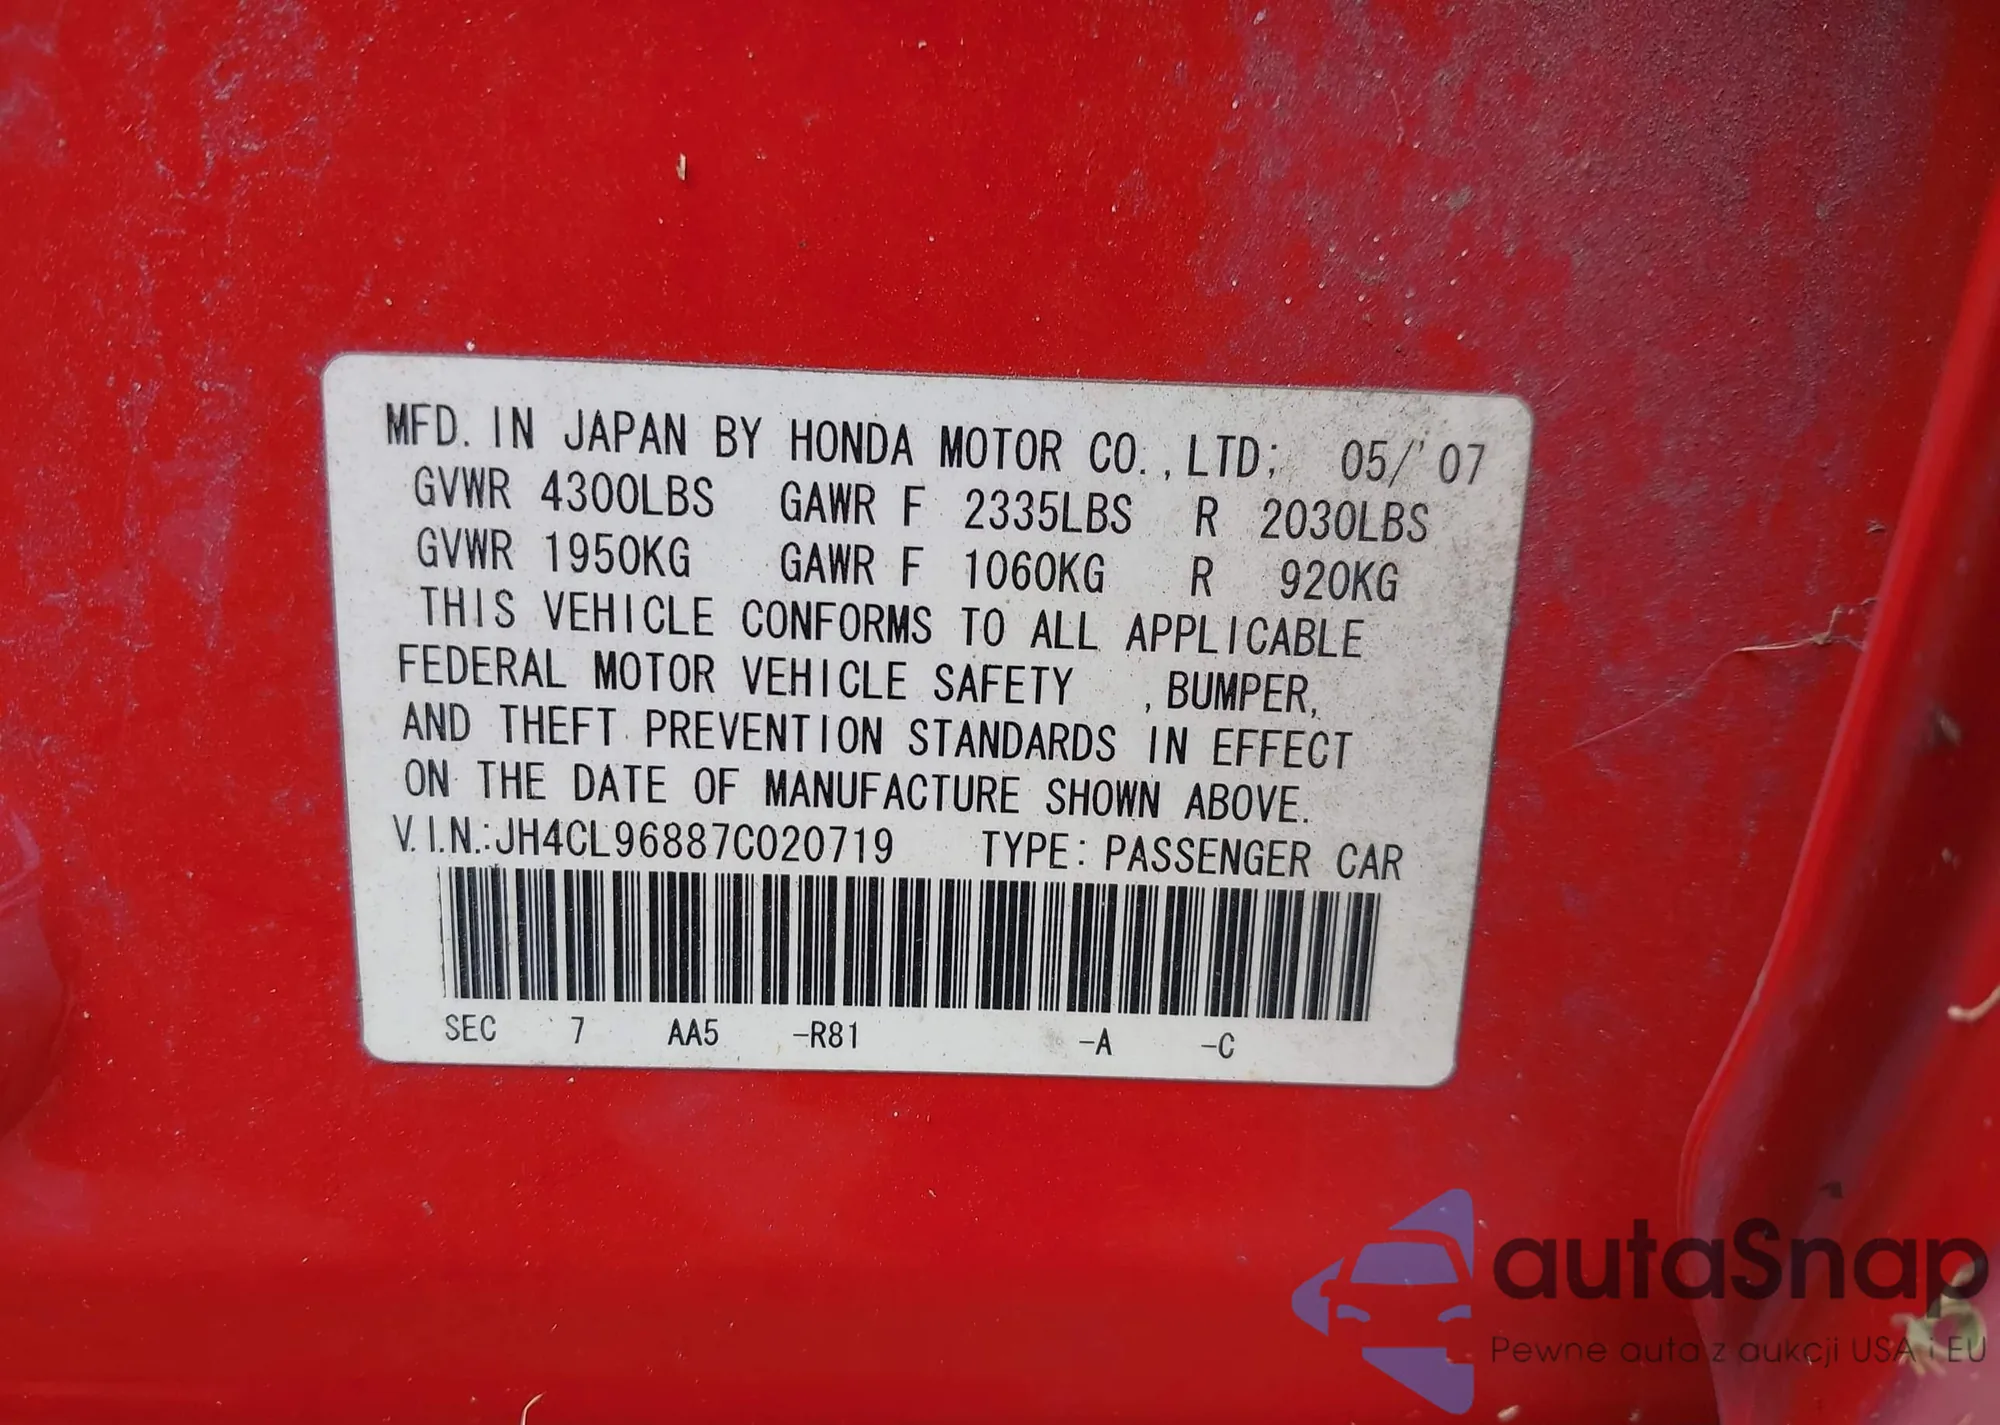 MFD. IN JAPAN BY HONDA MOTOR CO.,LTD; 05/'07
GVWR 4300LBS GAWR F 2335LBS R 2030LBS
GVWR 1950KG GAWR F 1060KG R 920KG
THIS VEHICLE CONFORMS TO ALL APPLICABLE
FEDERAL MOTOR VEHICLE SAFETY ,BUMPER,
AND THEFT PREVENTION STANDARDS IN EFFECT
ON THE DATE OF MANUFACTURE SHOWN ABOVE.
V.I.N.:JH4CL96887C020719 TYPE: PASSENGER CAR
SEC 7 AA5 -R81 -A -C
autaSnap
Pewne auta z aukcji USA i EU